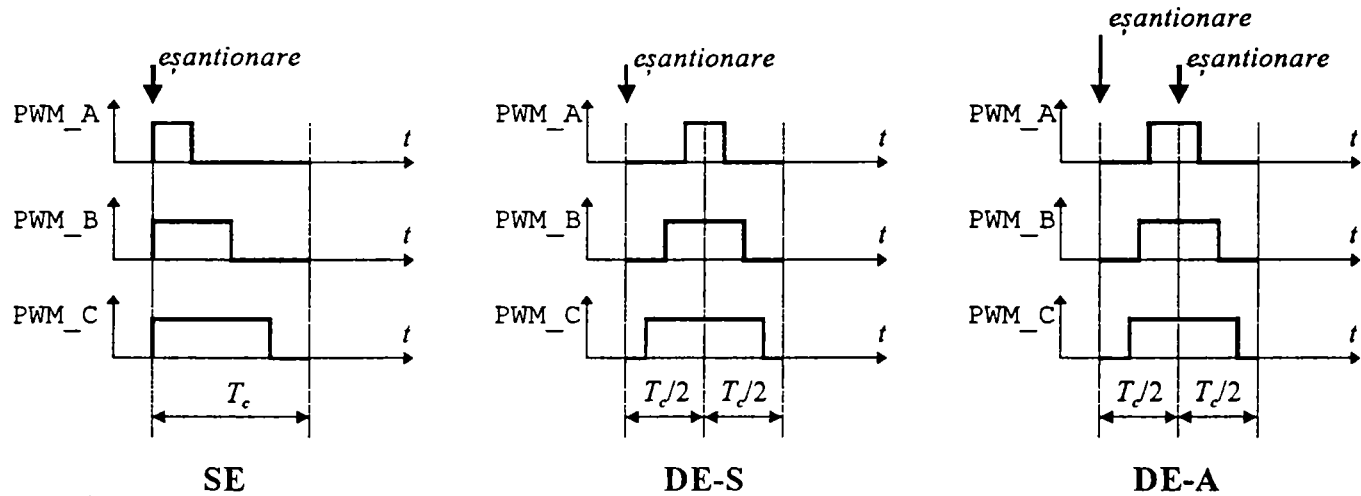 eșantionare
PWM_A
t
PWM_B
t
PWM_C
t
T_c
SE
eșantionare
PWM_A
t
PWM_B
t
PWM_C
t
T_c/2
T_c/2
DE-S
eșantionare
eșantionare
PWM_A
t
PWM_B
t
PWM_C
t
T_c/2
T_c/2
DE-A